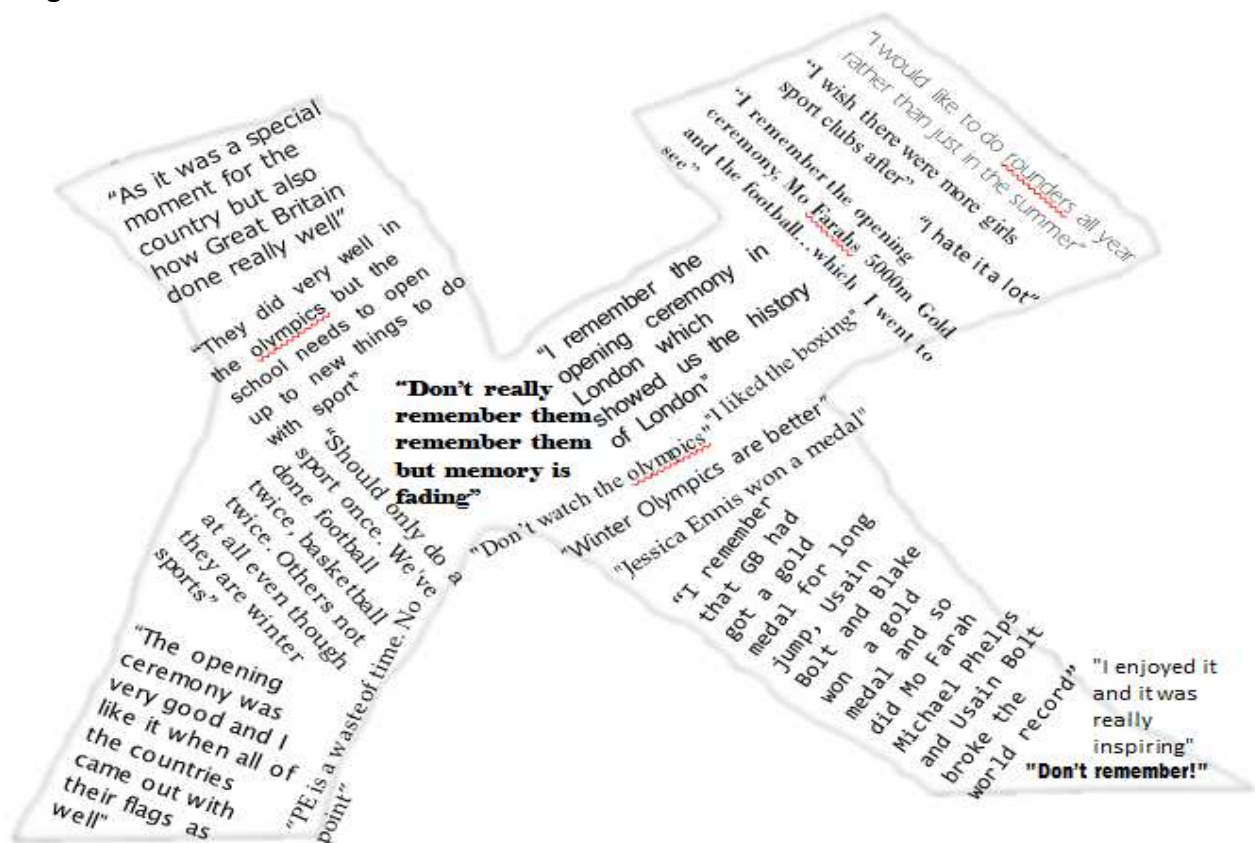 “As it was a special
moment for the
country but also
how Great Britain
done really well”
“They did very well in
the olympics but the
school needs to open
up to new things to do
with sport”
“Don’t really
remember them
remember them
but memory is
fading”
“Should only do a
sport once. We've
done football
twice, basketball
twice. Others not
at all even though
they are winter
sports”
“The opening
ceremony was
very good and I
like it when all of
the countries
came out with
their flags as
well”
“PE is a waste of time. No
point”
“I would like to do rounders all year
rather than just in the summer”
“I wish there were more girls
sport clubs after”
“I hate it a lot”
“I remember the opening
ceremony, Mo Farahs 5000m Gold
and the football...which I went to
see”
“I remember the
opening ceremony in
London which
showed us the history
of London”
"Don’t watch the olympics"
"I liked the boxing"
"Winter Olympics are better”
"Jessica Ennis won a medal"
“I remember
that GB had
got a gold
medal for long
jump, Usain
Bolt and Blake
won a gold
medal and so
did Mo Farah
Michael Phelps
and Usain Bolt
broke the
world record”
"I enjoyed it
and it was
really
inspiring"
"Don’t remember!"